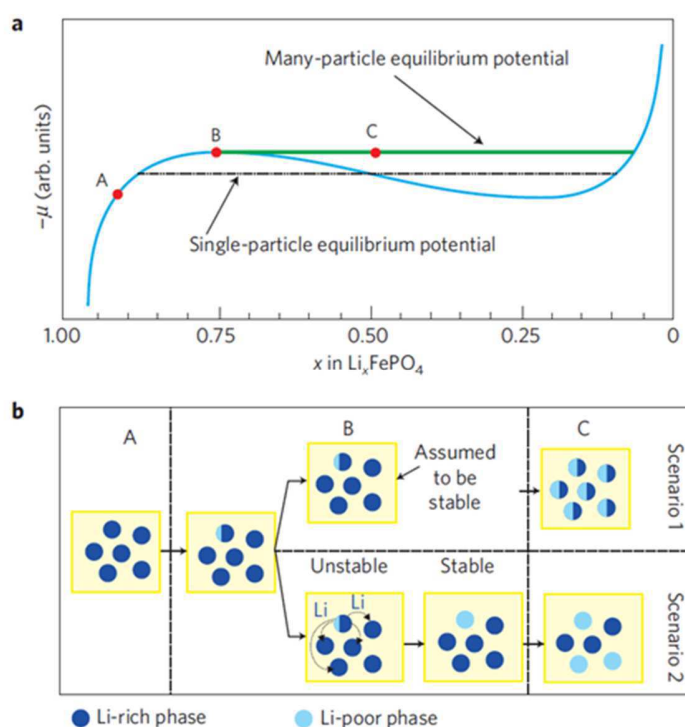 a
Many-particle equilibrium potential
B
C
A
−μ (arb. units)
Single-particle equilibrium potential
1.00 0.75 0.50 0.25 0
x in LiₓFePO₄
b
A B C
Assumed
to be
stable
Scenario 1
Unstable Stable
Li Li
Scenario 2
Li-rich phase Li-poor phase